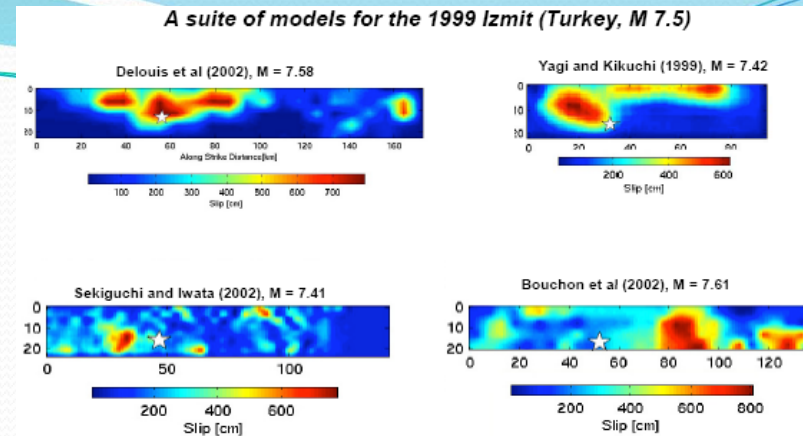 A suite of models for the 1999 Izmit (Turkey, M 7.5)
Delouis et al (2002), M = 7.58
0
10
20
0 20 40 60 80 100 120 140 160
Along Strike Distance[km]
100 200 300 400 500 600 700
Slip [cm]
Yagi and Kikuchi (1999), M = 7.42
0
10
20
0 20 40 60 80
200 400 600
Slip [cm]
Sekiguchi and Iwata (2002), M = 7.41
0
10
20
0 50 100
200 400 600
Slip [cm]
Bouchon et al (2002), M = 7.61
0
10
20
0 20 40 60 80 100 120
200 400 600 800
Slip [cm]